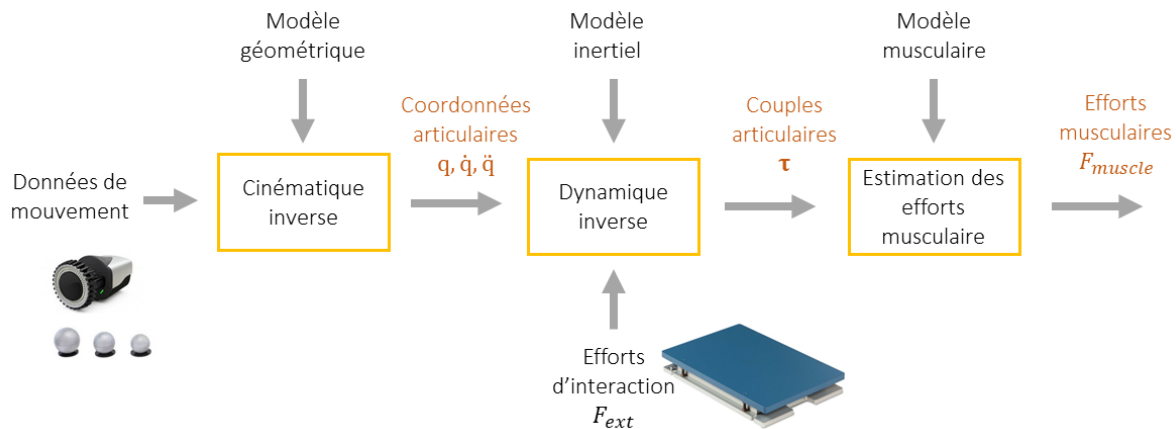 Modèle
géométrique
Modèle
inertiel
Modèle
musculaire
Coordonnées
articulaires
q, q̇, q̈
Couples
articulaires
τ
Efforts
musculaires
F_muscle
Données de
mouvement
Cinématique
inverse
Dynamique
inverse
Estimation des
efforts
musculaire
Efforts
d’interaction
F_ext